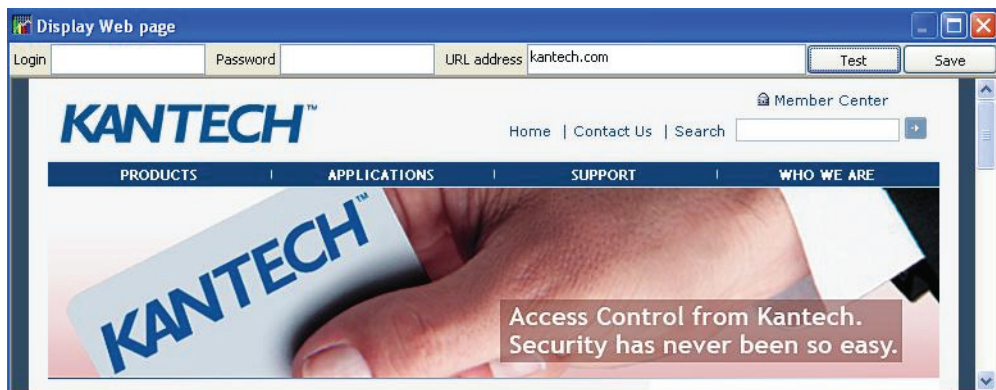 Display Web page
Login Password URL address kantech.com Test Save
KANTECH™
Member Center
Home | Contact Us | Search
PRODUCTS | APPLICATIONS | SUPPORT | WHO WE ARE
KANTECH™
Access Control from Kantech.
Security has never been so easy.